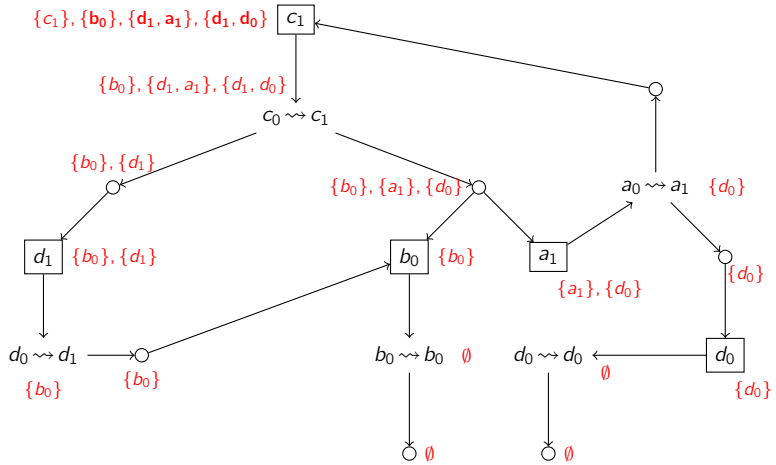 {c₁}, {b₀}, {d₁, a₁}, {d₁, d₀} c₁
{b₀}, {d₁, a₁}, {d₁, d₀}
c₀ ⇝ c₁
{b₀}, {d₁}
{b₀}, {a₁}, {d₀}
a₀ ⇝ a₁ {d₀}
d₁ {b₀}, {d₁}
b₀ {b₀}
a₁
{d₀}
{a₁}, {d₀}
d₀ ⇝ d₁
b₀ ⇝ b₀ ∅
d₀ ⇝ d₀
∅
d₀
{b₀}
{b₀}
{d₀}
∅
∅